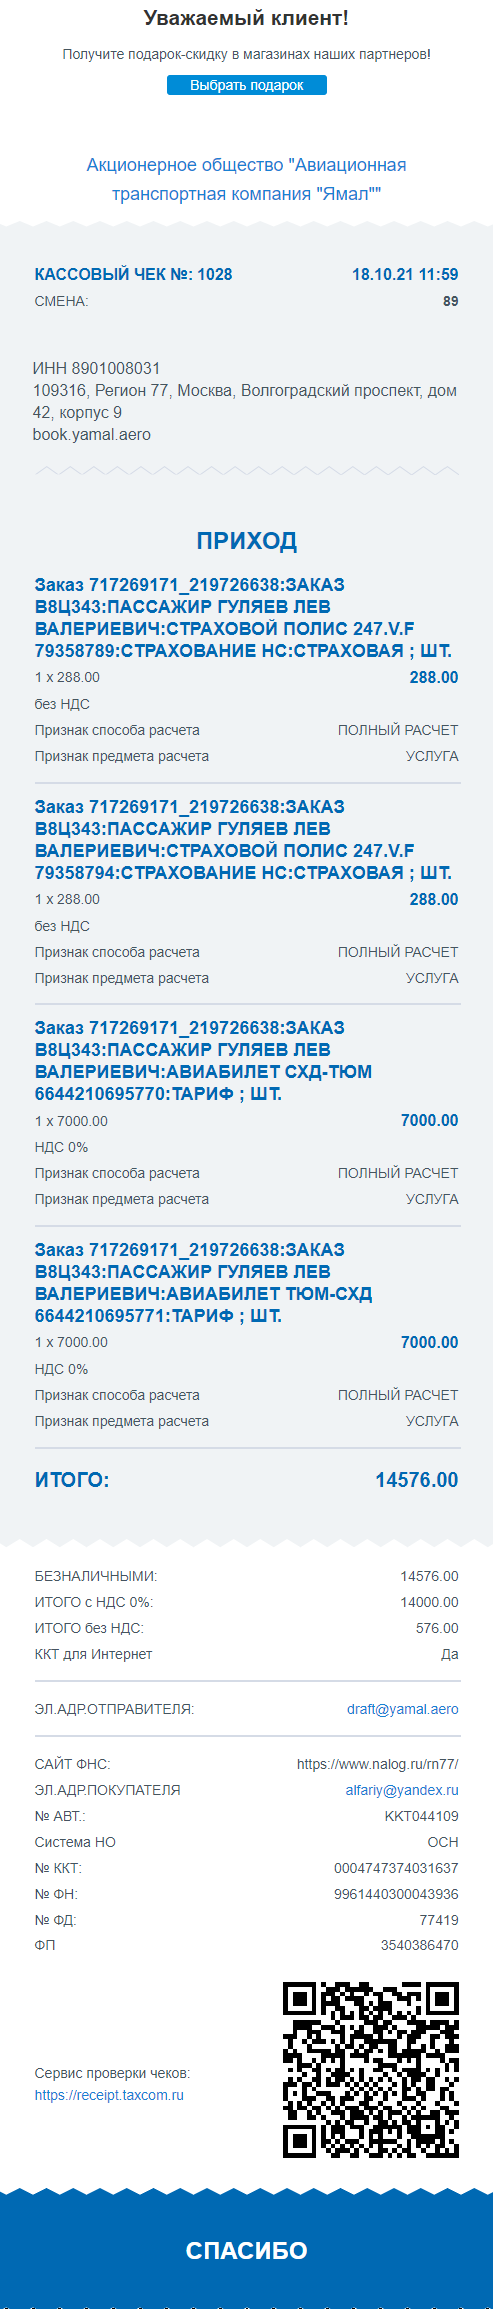 Уважаемый клиент!
Получите подарок-скидку в магазинах наших партнеров!
Выбрать подарок
Акционерное общество "Авиационная
транспортная компания "Ямал""
КАССОВЫЙ ЧЕК №: 1028 18.10.21 11:59
СМЕНА: 89
ИНН 8901008031
109316, Регион 77, Москва, Волгоградский проспект, дом
42, корпус 9
book.yamal.aero
ПРИХОД
Заказ 717269171_219726638:ЗАКАЗ
В8Ц343:ПАССАЖИР ГУЛЯЕВ ЛЕВ
ВАЛЕРИЕВИЧ:СТРАХОВОЙ ПОЛИС 247.V.F
79358789:СТРАХОВАНИЕ НС:СТРАХОВАЯ ; ШТ.
1 x 288.00 288.00
без НДС
Признак способа расчета ПОЛНЫЙ РАСЧЕТ
Признак предмета расчета УСЛУГА
Заказ 717269171_219726638:ЗАКАЗ
В8Ц343:ПАССАЖИР ГУЛЯЕВ ЛЕВ
ВАЛЕРИЕВИЧ:СТРАХОВОЙ ПОЛИС 247.V.F
79358794:СТРАХОВАНИЕ НС:СТРАХОВАЯ ; ШТ.
1 x 288.00 288.00
без НДС
Признак способа расчета ПОЛНЫЙ РАСЧЕТ
Признак предмета расчета УСЛУГА
Заказ 717269171_219726638:ЗАКАЗ
В8Ц343:ПАССАЖИР ГУЛЯЕВ ЛЕВ
ВАЛЕРИЕВИЧ:АВИАБИЛЕТ СХД-ТЮМ
6644210695770:ТАРИФ ; ШТ.
1 x 7000.00 7000.00
НДС 0%
Признак способа расчета ПОЛНЫЙ РАСЧЕТ
Признак предмета расчета УСЛУГА
Заказ 717269171_219726638:ЗАКАЗ
В8Ц343:ПАССАЖИР ГУЛЯЕВ ЛЕВ
ВАЛЕРИЕВИЧ:АВИАБИЛЕТ ТЮМ-СХД
6644210695771:ТАРИФ ; ШТ.
1 x 7000.00 7000.00
НДС 0%
Признак способа расчета ПОЛНЫЙ РАСЧЕТ
Признак предмета расчета УСЛУГА
ИТОГО: 14576.00
БЕЗНАЛИЧНЫМИ: 14576.00
ИТОГО с НДС 0%: 14000.00
ИТОГО без НДС: 576.00
ККТ для Интернет Да
ЭЛ.АДР.ОТПРАВИТЕЛЯ: draft@yamal.aero
САЙТ ФНС: https://www.nalog.ru/rn77/
ЭЛ.АДР.ПОКУПАТЕЛЯ alfariy@yandex.ru
№ АВТ.: KKT044109
Система НО ОСН
№ ККТ: 0004747374031637
№ ФН: 9961440300043936
№ ФД: 77419
ФП 3540386470
Сервис проверки чеков:
https://receipt.taxcom.ru
СПАСИБО